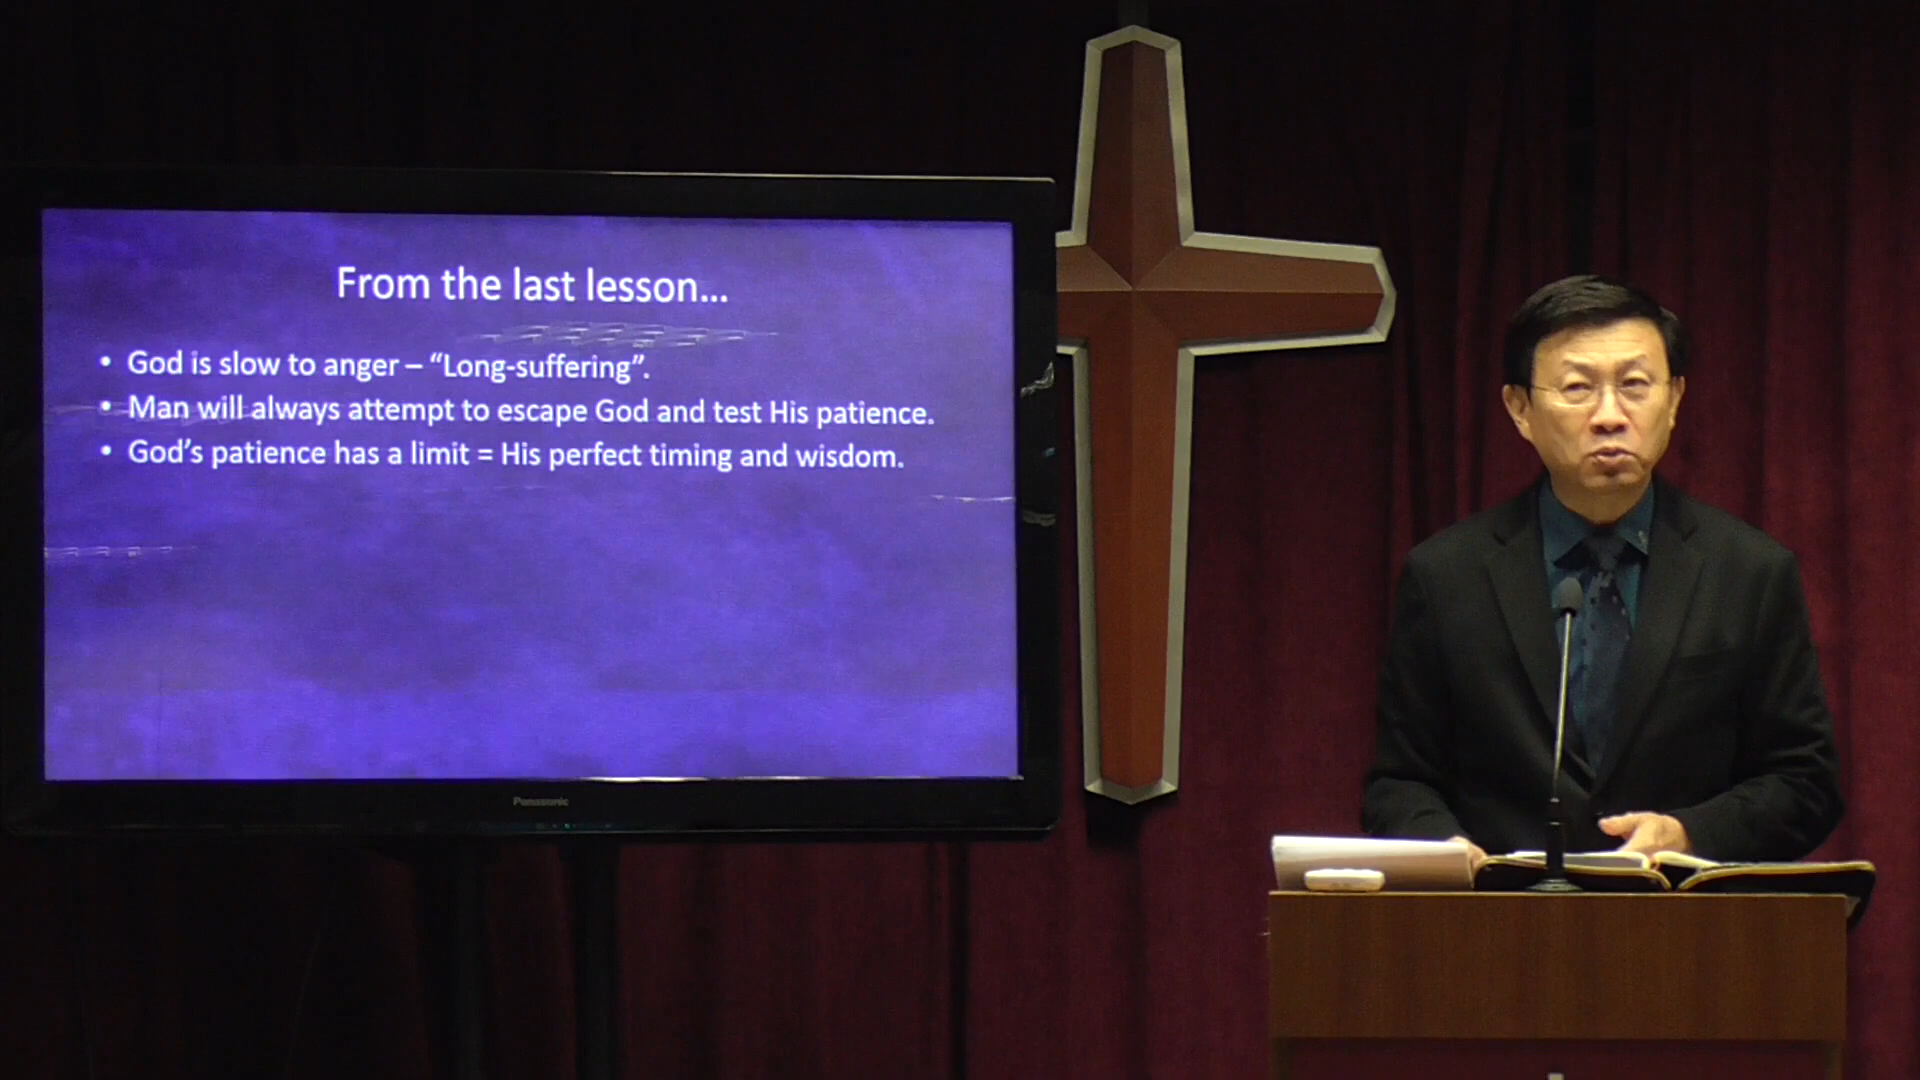 From the last lesson...
• God is slow to anger – “Long-suffering”.
• Man will always attempt to escape God and test His patience.
• God’s patience has a limit = His perfect timing and wisdom.
Panasonic